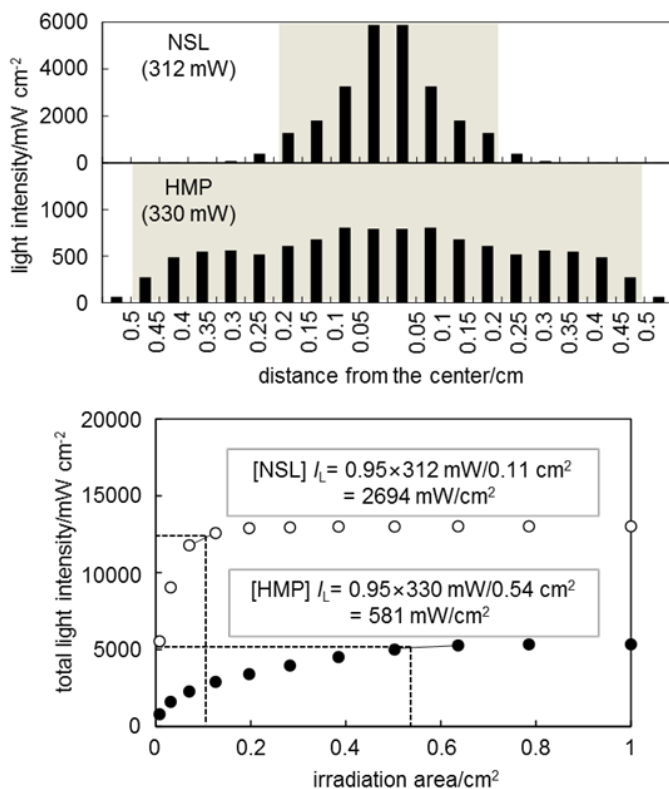 6000
4000
2000
0
NSL
(312 mW)
1000
500
0
HMP
(330 mW)
light intensity/mW cm⁻²
0.5
0.45
0.4
0.35
0.3
0.25
0.2
0.15
0.1
0.05
0.05
0.1
0.15
0.2
0.25
0.3
0.35
0.4
0.45
0.5
distance from the center/cm
20000
15000
10000
5000
0
total light intensity/mW cm⁻²
[NSL] I_L= 0.95×312 mW/0.11 cm²
= 2694 mW/cm²
[HMP] I_L= 0.95×330 mW/0.54 cm²
= 581 mW/cm²
0 0.2 0.4 0.6 0.8 1
irradiation area/cm²